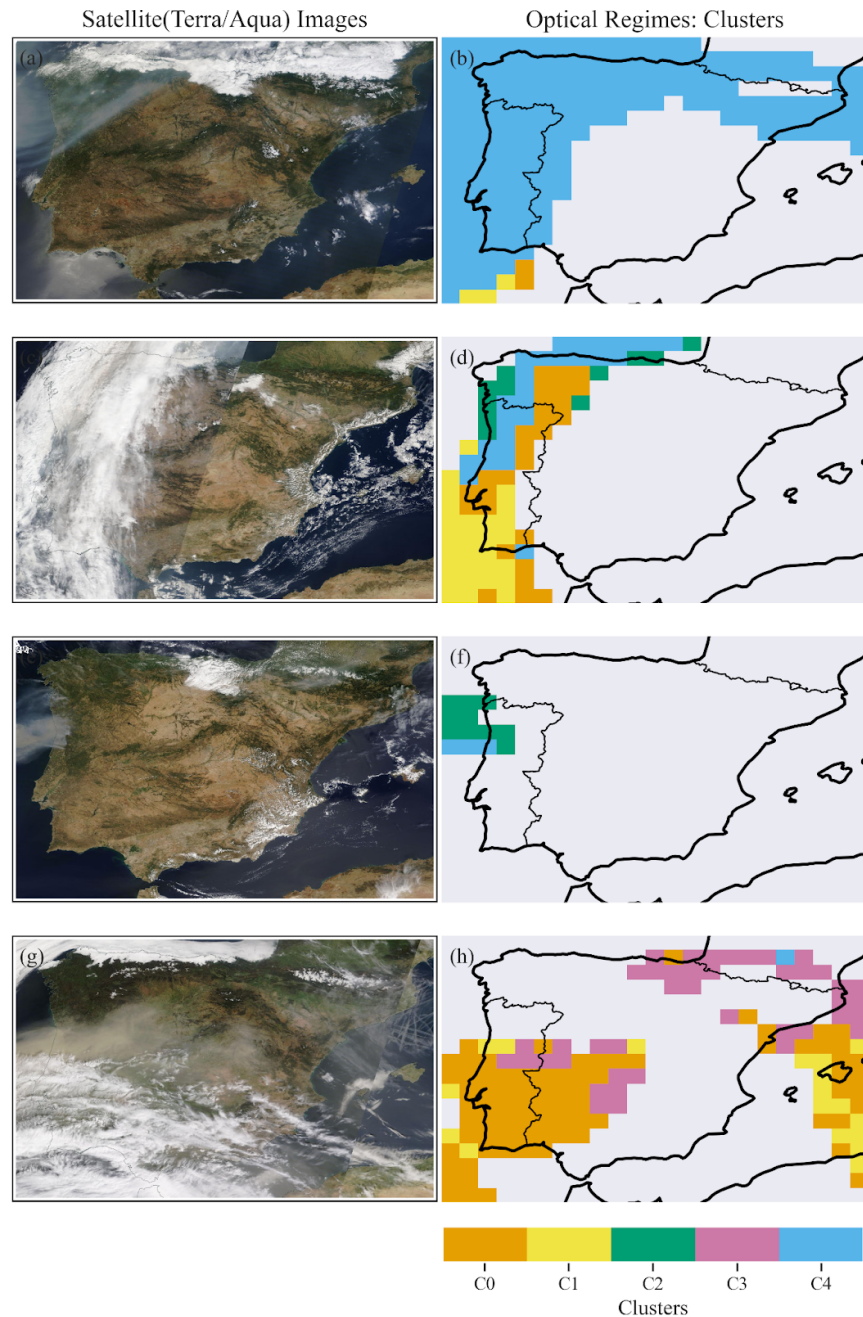 Satellite(Terra/Aqua) Images
Optical Regimes: Clusters
(a)
(b)
(c)
(d)
(e)
(f)
(g)
(h)
C0 C1 C2 C3 C4
Clusters